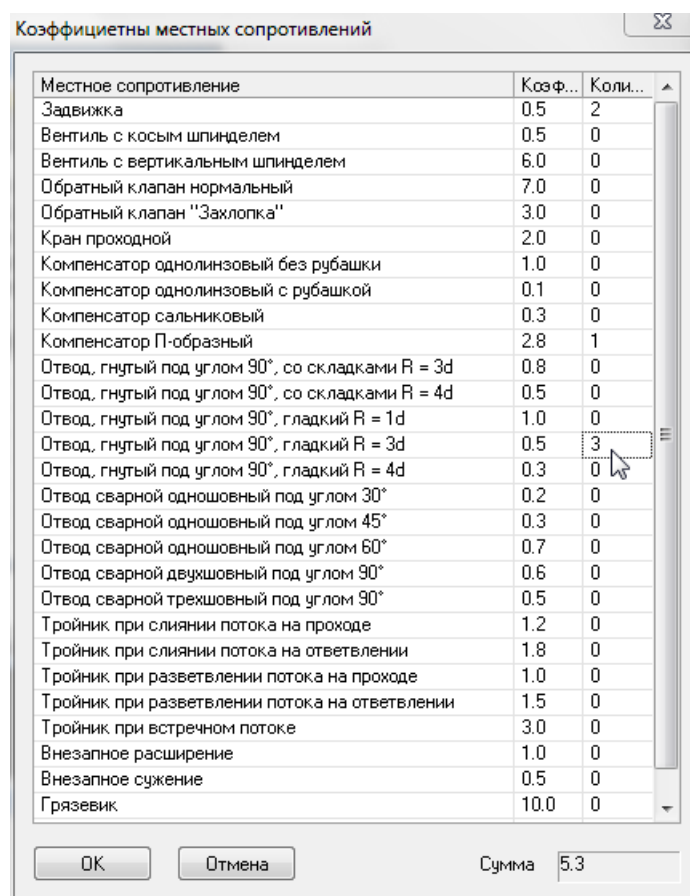 Коэффициетны местных сопротивлений
Местное сопротивление Коэф... Коли...
Задвижка 0.5 2
Вентиль с косым шпинделем 0.5 0
Вентиль с вертикальным шпинделем 6.0 0
Обратный клапан нормальный 7.0 0
Обратный клапан "Захлопка" 3.0 0
Кран проходной 2.0 0
Компенсатор однолинзовый без рубашки 1.0 0
Компенсатор однолинзовый с рубашкой 0.1 0
Компенсатор сальниковый 0.3 0
Компенсатор П-образный 2.8 1
Отвод, гнутый под углом 90°, со складками R = 3d 0.8 0
Отвод, гнутый под углом 90°, со складками R = 4d 0.5 0
Отвод, гнутый под углом 90°, гладкий R = 1d 1.0 0
Отвод, гнутый под углом 90°, гладкий R = 3d 0.5 3
Отвод, гнутый под углом 90°, гладкий R = 4d 0.3 0
Отвод сварной одношовный под углом 30° 0.2 0
Отвод сварной одношовный под углом 45° 0.3 0
Отвод сварной одношовный под углом 60° 0.7 0
Отвод сварной двухшовный под углом 90° 0.6 0
Отвод сварной трехшовный под углом 90° 0.5 0
Тройник при слиянии потока на проходе 1.2 0
Тройник при слиянии потока на ответвлении 1.8 0
Тройник при разветвлении потока на проходе 1.0 0
Тройник при разветвлении потока на ответвлении 1.5 0
Тройник при встречном потоке 3.0 0
Внезапное расширение 1.0 0
Внезапное сужение 0.5 0
Грязевик 10.0 0
ОК Отмена Сумма 5.3